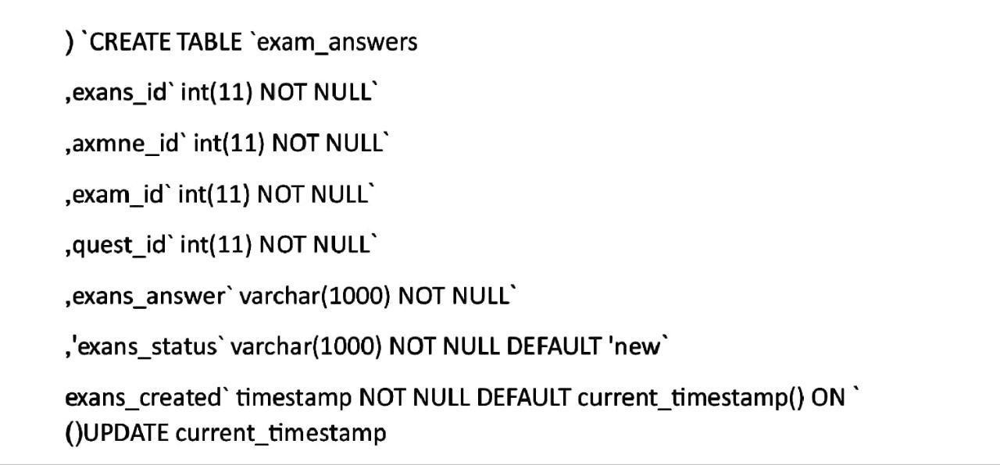 ) `CREATE TABLE `exam_answers
,exans_id` int(11) NOT NULL`
,axmne_id` int(11) NOT NULL`
,exam_id` int(11) NOT NULL`
,quest_id` int(11) NOT NULL`
,exans_answer` varchar(1000) NOT NULL`
,'exans_status` varchar(1000) NOT NULL DEFAULT 'new`
exans_created` timestamp NOT NULL DEFAULT current_timestamp() ON `
()UPDATE current_timestamp